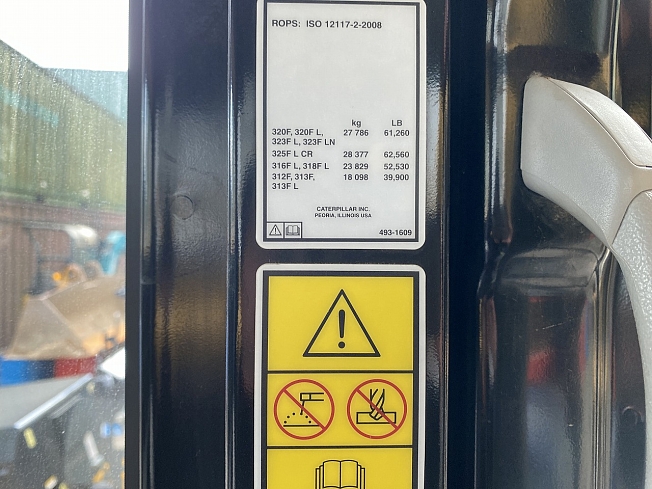 ROPS: ISO 12117-2-2008
kg LB
320F, 320F L, 27 786 61,260
323F L, 323F LN
325F L CR 28 377 62,560
316F L, 318F L 23 829 52,530
312F, 313F, 18 098 39,900
313F L
CATERPILLAR INC.
PEORIA, ILLINOIS USA
493-1609